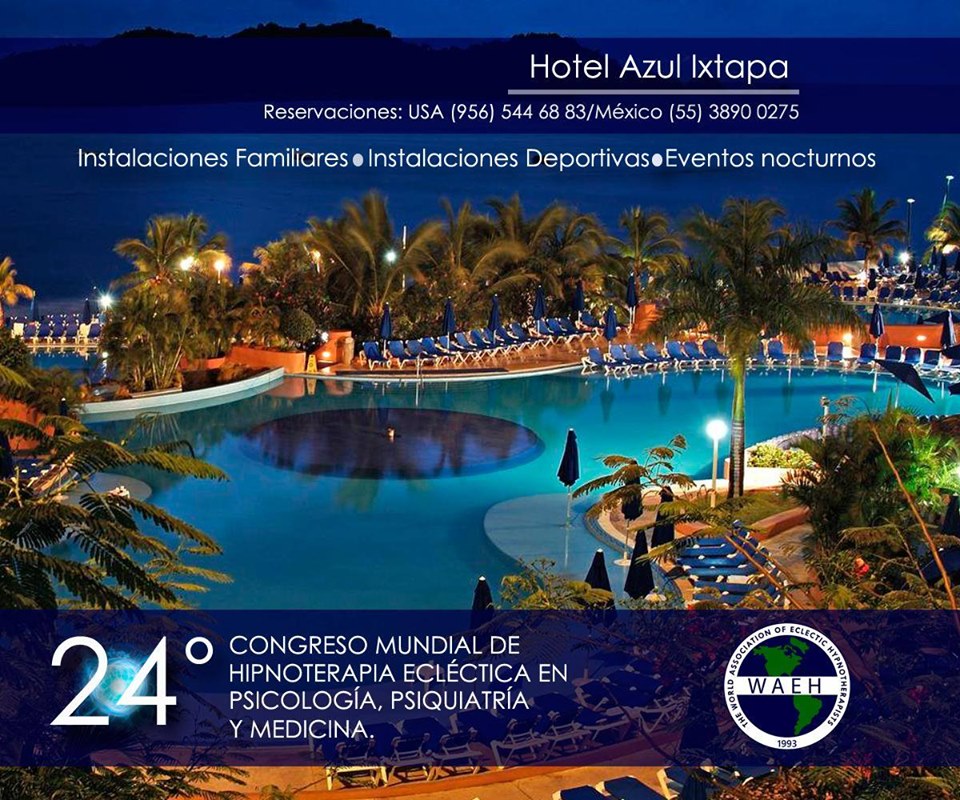 Hotel Azul Ixtapa
Reservaciones: USA (956) 544 68 83/México (55) 3890 0275
Instalaciones Familiares●Instalaciones Deportivas●Eventos nocturnos
24° CONGRESO MUNDIAL DE
HIPNOTERAPIA ECLÉCTICA EN
PSICOLOGÍA, PSIQUIATRÍA
Y MEDICINA.
THE WORLD ASSOCIATION OF ECLECTIC HYPNOTHERAPISTS
WAEH
1993